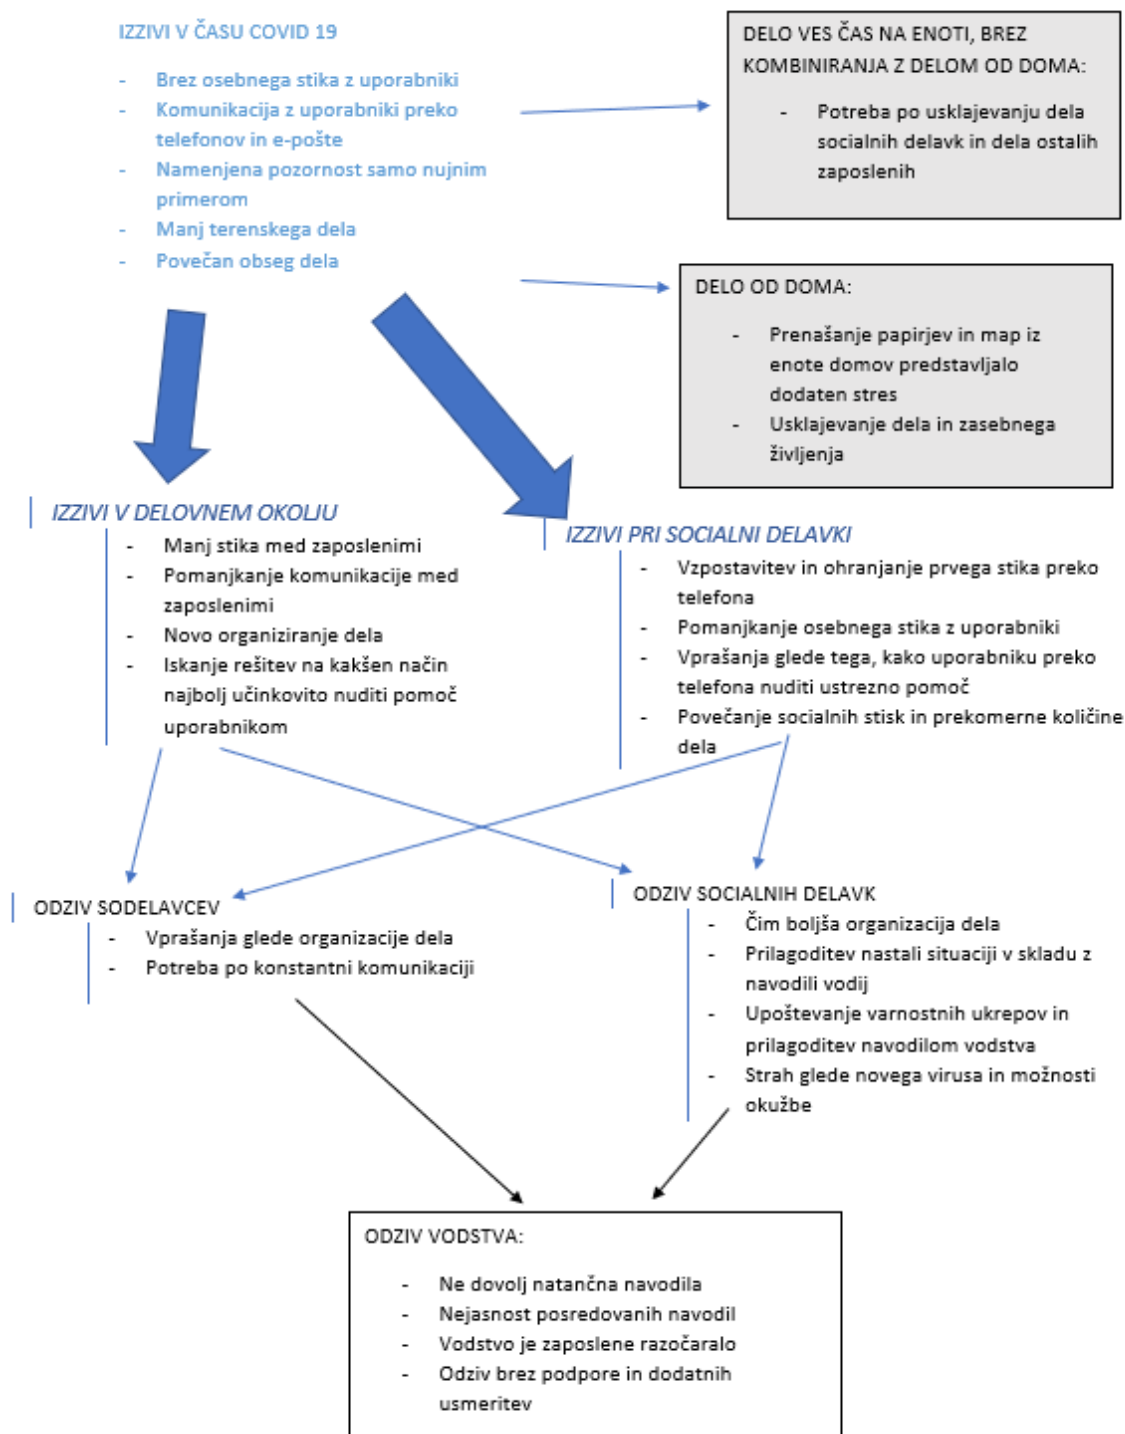 IZZIVI V ČASU COVID 19
- Brez osebnega stika z uporabniki
- Komunikacija z uporabniki preko
telefonov in e-pošte
- Namenjena pozornost samo nujnim
primerom
- Manj terenskega dela
- Povečan obseg dela
DELO VES ČAS NA ENOTI, BREZ
KOMBINIRANJA Z DELOM OD DOMA:
- Potreba po usklajevanju dela
socialnih delavk in dela ostalih
zaposlenih
DELO OD DOMA:
- Prenašanje papirjev in map iz
enote domov predstavljalo
dodaten stres
- Usklajevanje dela in zasebnega
življenja
IZZIVI V DELOVNEM OKOLJU
- Manj stika med zaposlenimi
- Pomanjkanje komunikacije med
zaposlenimi
- Novo organiziranje dela
- Iskanje rešitev na kakšen način
najbolj učinkovito nuditi pomoč
uporabnikom
IZZIVI PRI SOCIALNI DELAVKI
- Vzpostavitev in ohranjanje prvega stika preko
telefona
- Pomanjkanje osebnega stika z uporabniki
- Vprašanja glede tega, kako uporabniku preko
telefona nuditi ustrezno pomoč
- Povečanje socialnih stisk in prekomerne količine
dela
ODZIV SODELAVCEV
- Vprašanja glede organizacije dela
- Potreba po konstantni komunikaciji
ODZIV SOCIALNIH DELAVK
- Čim boljša organizacija dela
- Prilagoditev nastali situaciji v skladu z
navodili vodij
- Upoštevanje varnostnih ukrepov in
prilagoditev navodilom vodstva
- Strah glede novega virusa in možnosti
okužbe
ODZIV VODSTVA:
- Ne dovolj natančna navodila
- Nejasnost posredovanih navodil
- Vodstvo je zaposlene razočaralo
- Odziv brez podpore in dodatnih
usmeritev